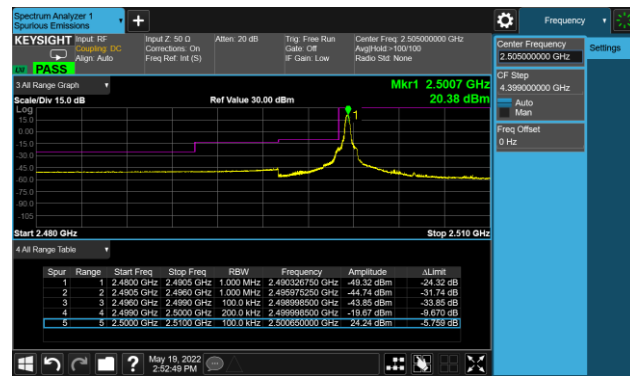 Spectrum Analyzer 1
Spurious Emissions
Frequency
KEYSIGHT Input: RF Input Z: 50 Ω Atten: 20 dB Trig: Free Run Center Freq: 2.505000000 GHz
Coupling: DC Corrections: On Gate: Off Avg|Hold:>100/100
Align: Auto Freq Ref: Int (S) IF Gain: Low Radio Std: None
PASS
Center Frequency
2.505000000 GHz
Settings
CF Step
4.399000000 GHz
Auto
Man
Freq Offset
0 Hz
3 All Range Graph
Mkr1 2.5007 GHz
Scale/Div 15.0 dB Ref Value 30.00 dBm 20.38 dBm
Log
15.0
0.00
-15.0
-30.0
-45.0
-60.0
-75.0
-90.0
-105
1
Start 2.480 GHz Stop 2.510 GHz
4 All Range Table
Spur Range Start Freq Stop Freq RBW Frequency Amplitude ΔLimit
1 1 2.4800 GHz 2.4905 GHz 1.000 MHz 2.490326750 GHz -49.32 dBm -24.32 dB
2 2 2.4905 GHz 2.4960 GHz 1.000 MHz 2.495975250 GHz -44.74 dBm -31.74 dB
3 3 2.4960 GHz 2.4990 GHz 100.0 kHz 2.498998500 GHz -43.85 dBm -33.85 dB
4 4 2.4990 GHz 2.5000 GHz 200.0 kHz 2.499998500 GHz -19.67 dBm -9.670 dB
5 5 2.5000 GHz 2.5100 GHz 100.0 kHz 2.500650000 GHz 24.24 dBm -5.759 dB
? May 19, 2022
2:52:49 PM